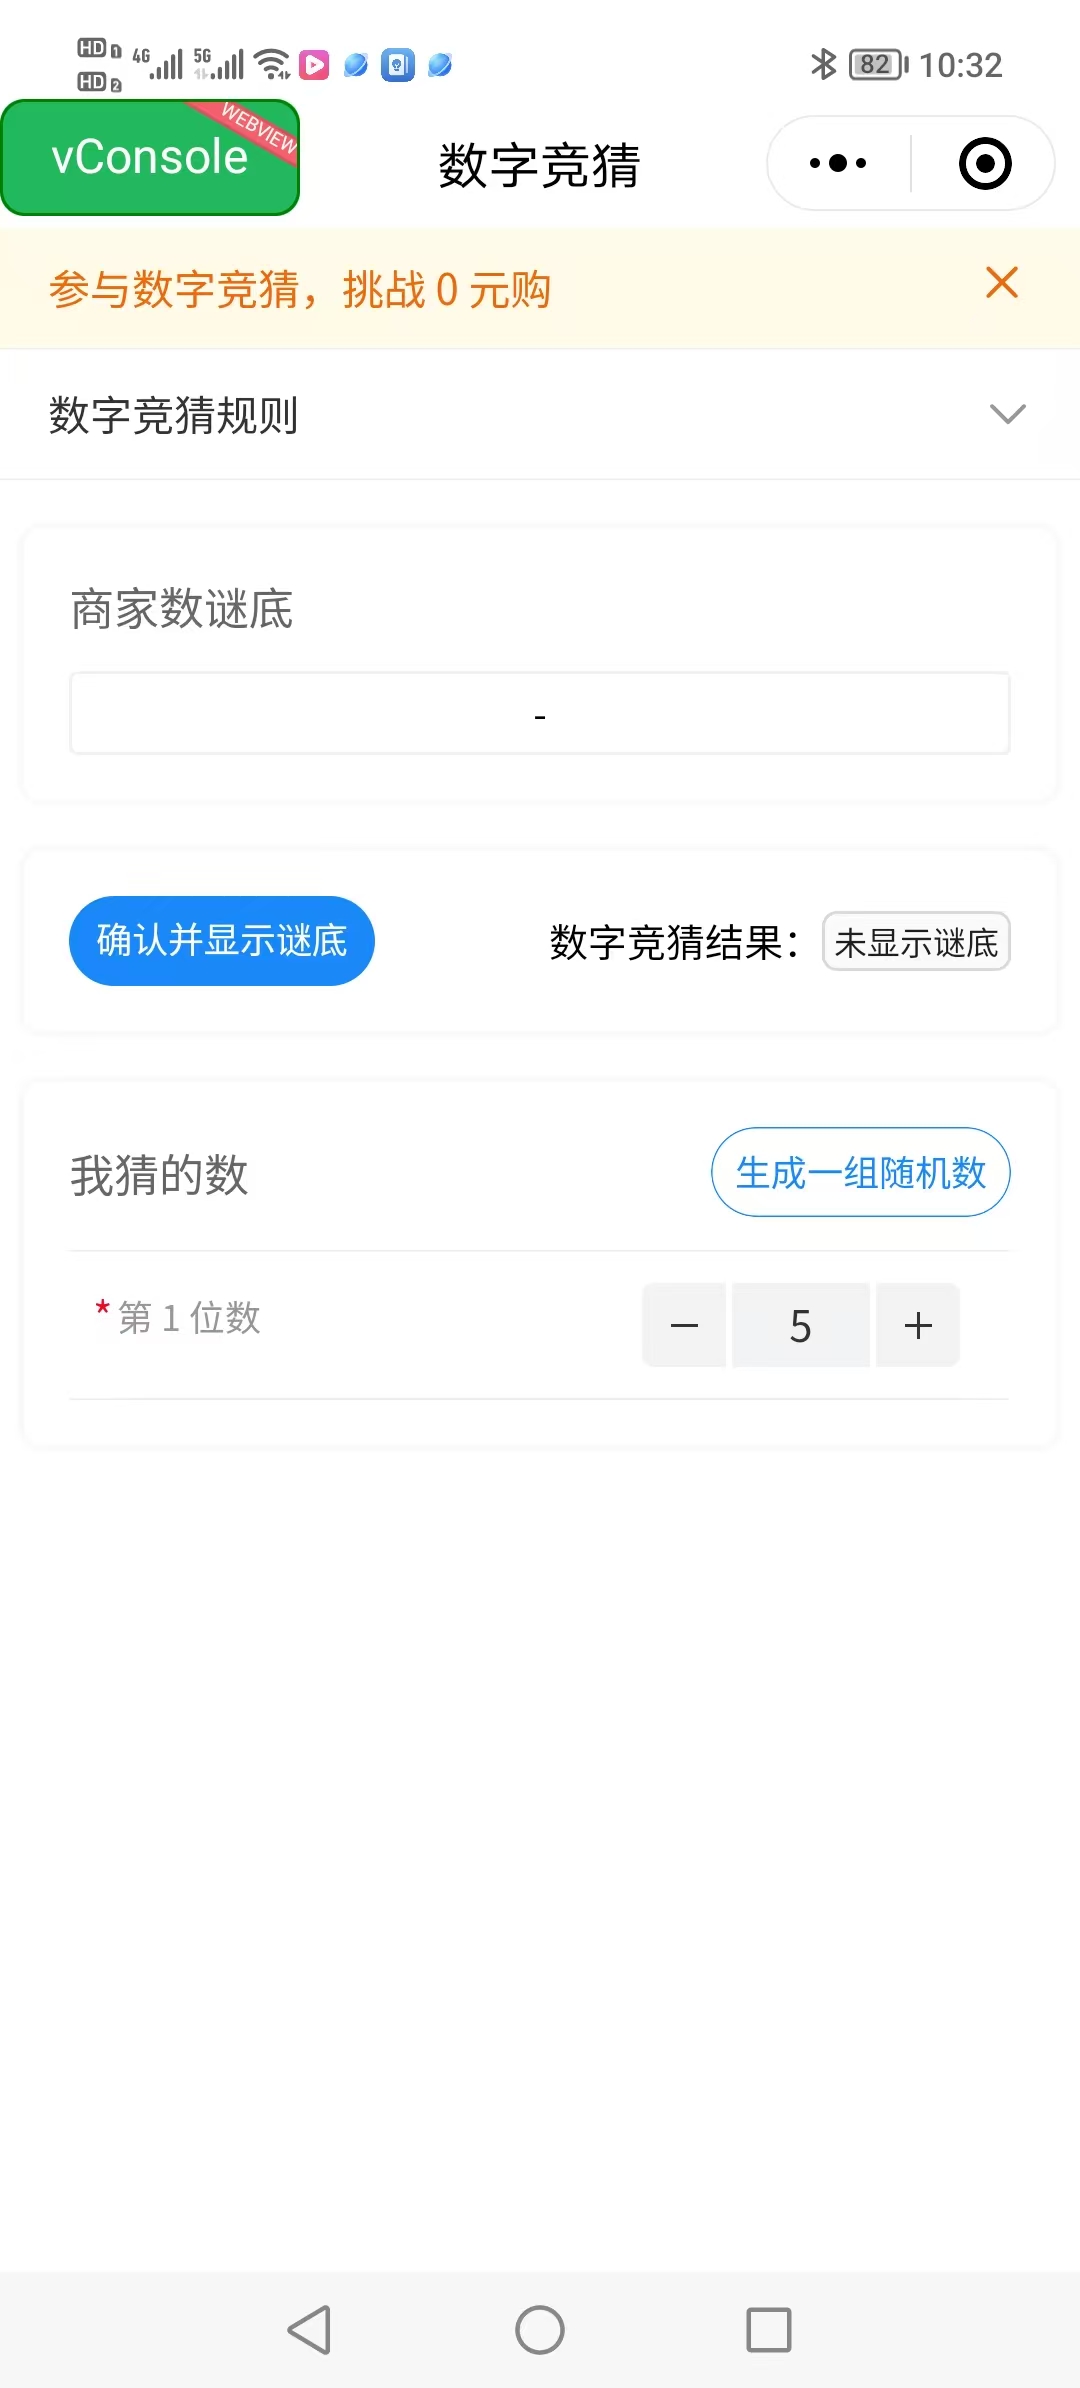 HD 1 4G 5G 82 10:32
HD 2
vConsole WEBVIEW 数字竞猜
参与数字竞猜，挑战 0 元购
数字竞猜规则
商家数谜底
-
确认并显示谜底 数字竞猜结果： 未显示谜底
我猜的数 生成一组随机数
* 第 1 位数 — 5 +